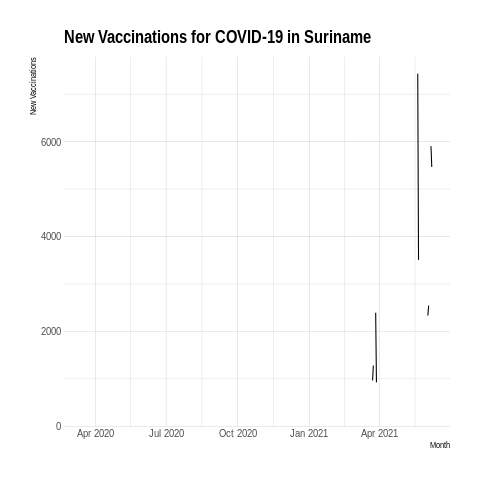 New Vaccinations for COVID-19 in Suriname
New Vaccinations
6000
4000
2000
0
Apr 2020 Jul 2020 Oct 2020 Jan 2021 Apr 2021
Month